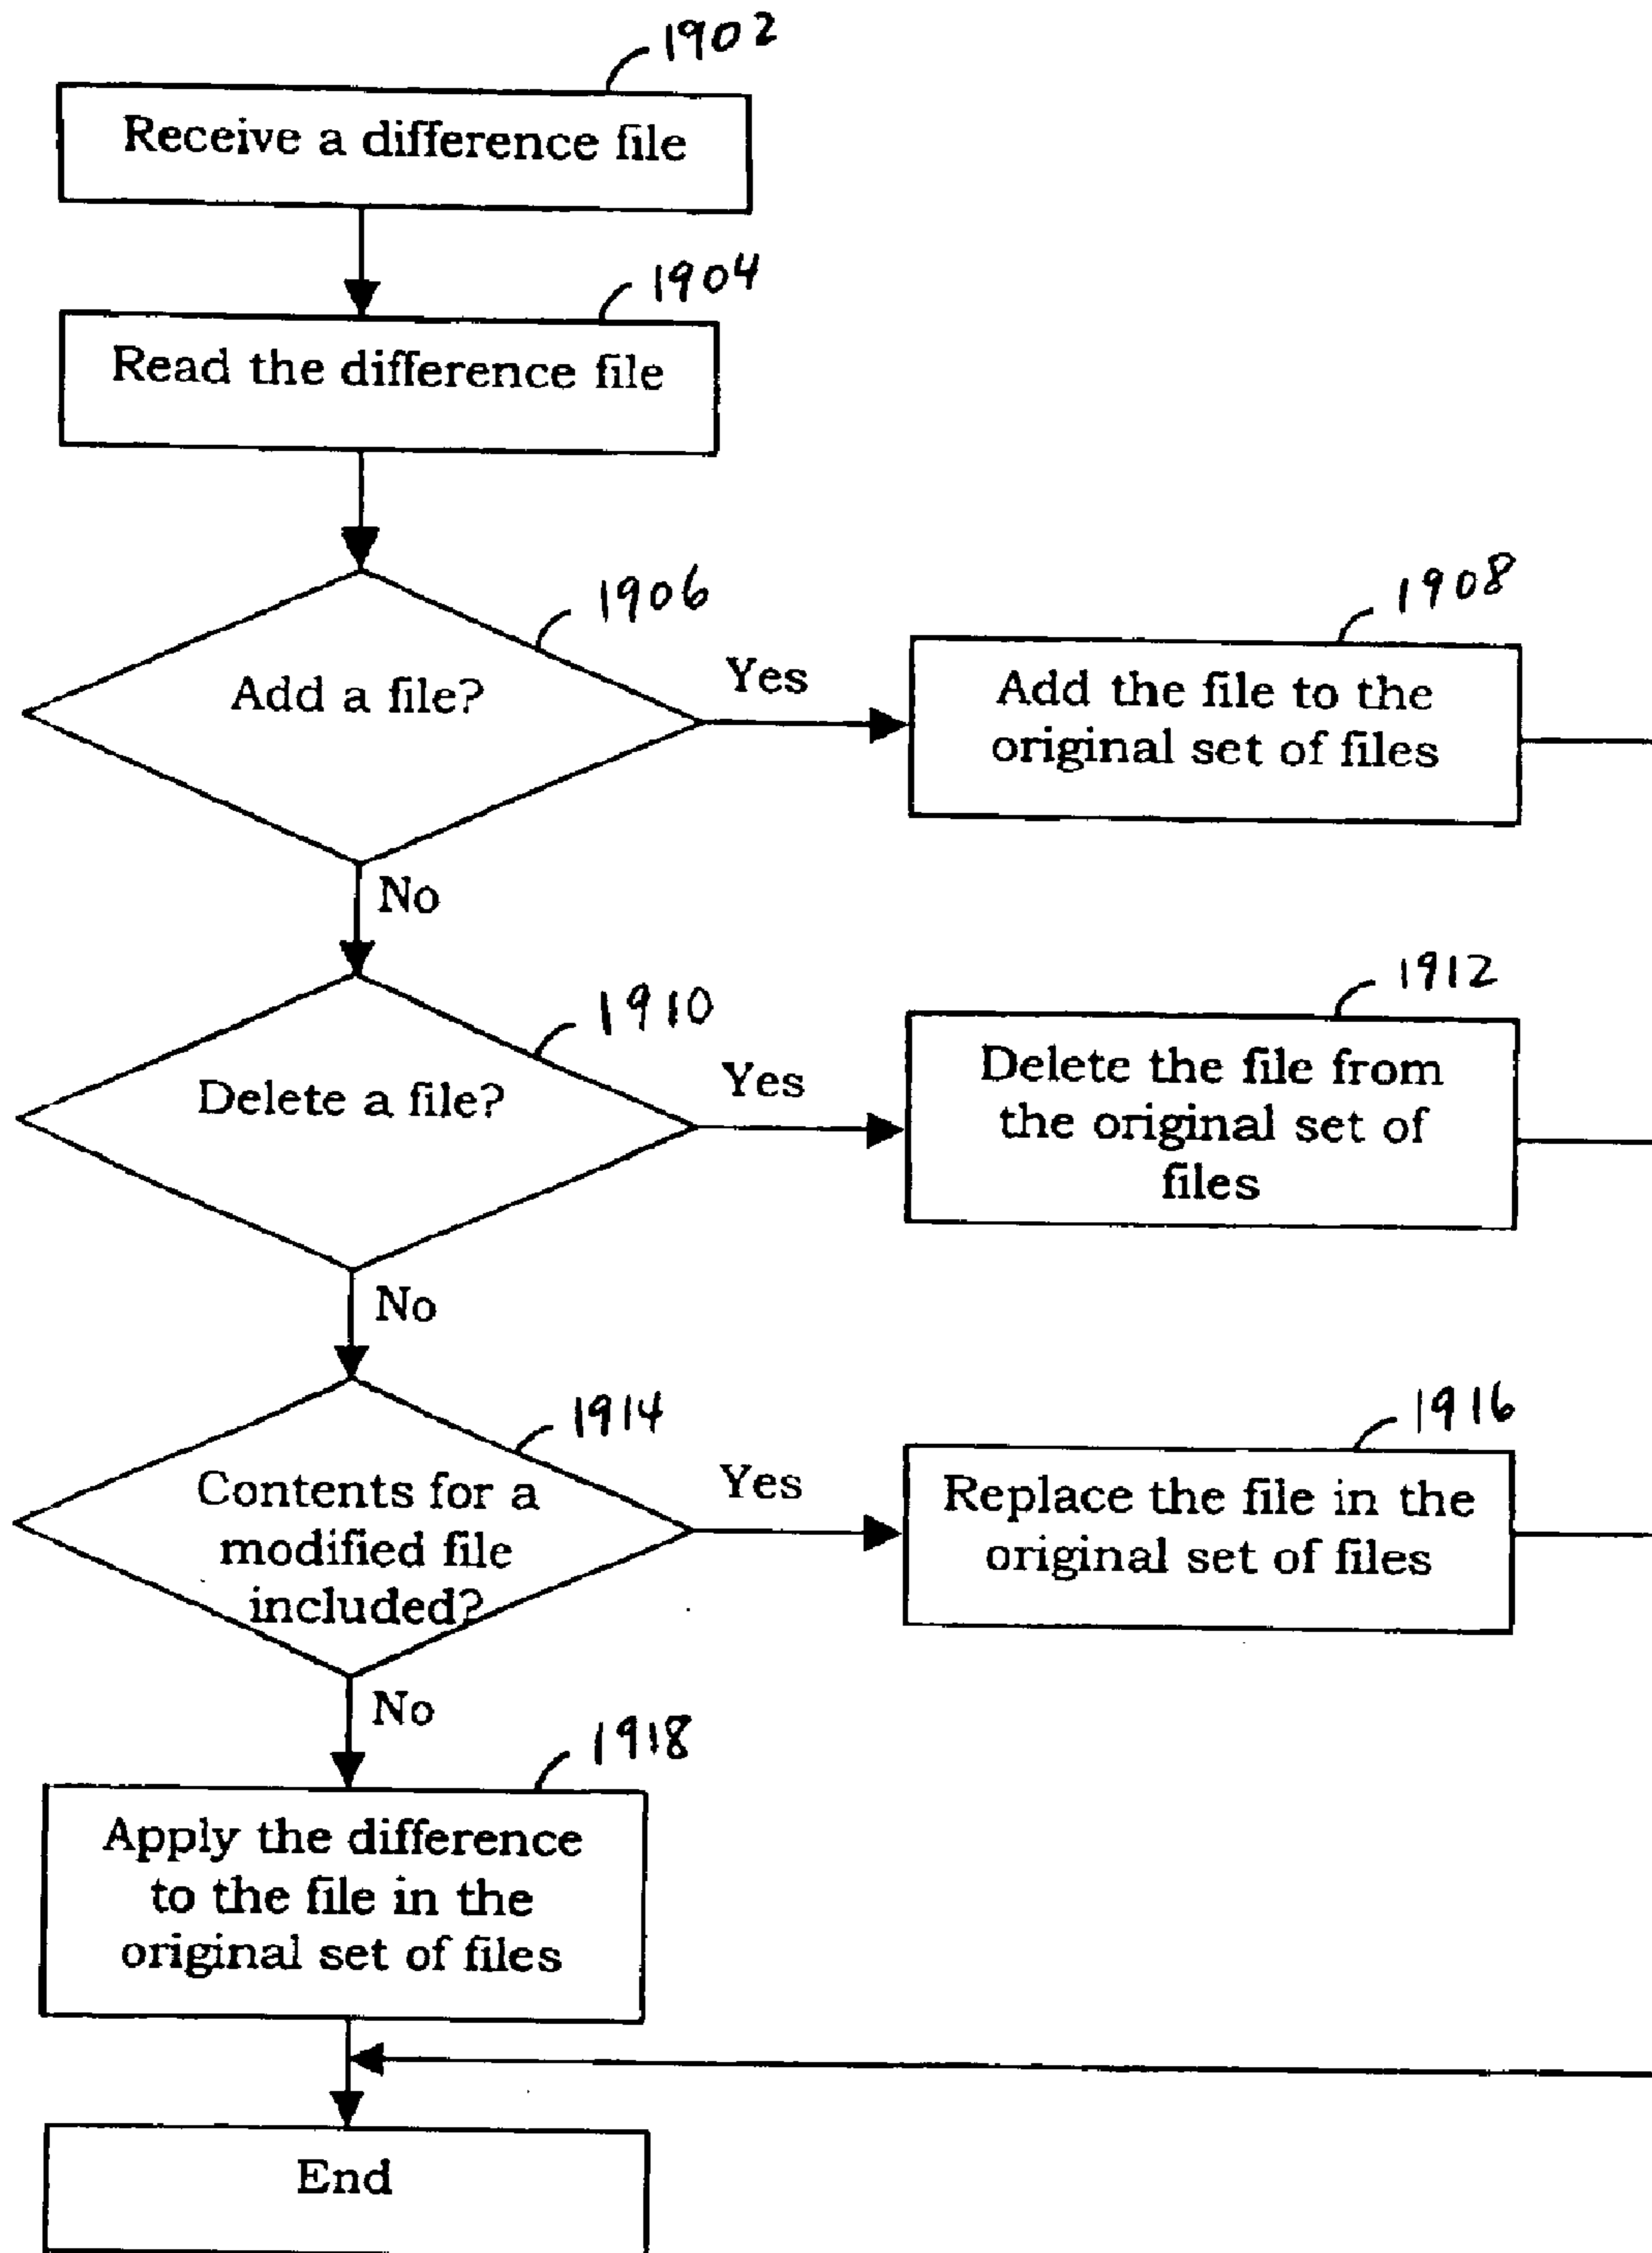 1902
Receive a difference file
1904
Read the difference file
1906
Add a file?
Yes
1908
Add the file to the
original set of files
No
1910
Delete a file?
Yes
1912
Delete the file from
the original set of
files
No
1914
Contents for a
modified file
included?
Yes
1916
Replace the file in the
original set of files
No
1918
Apply the difference
to the file in the
original set of files
End